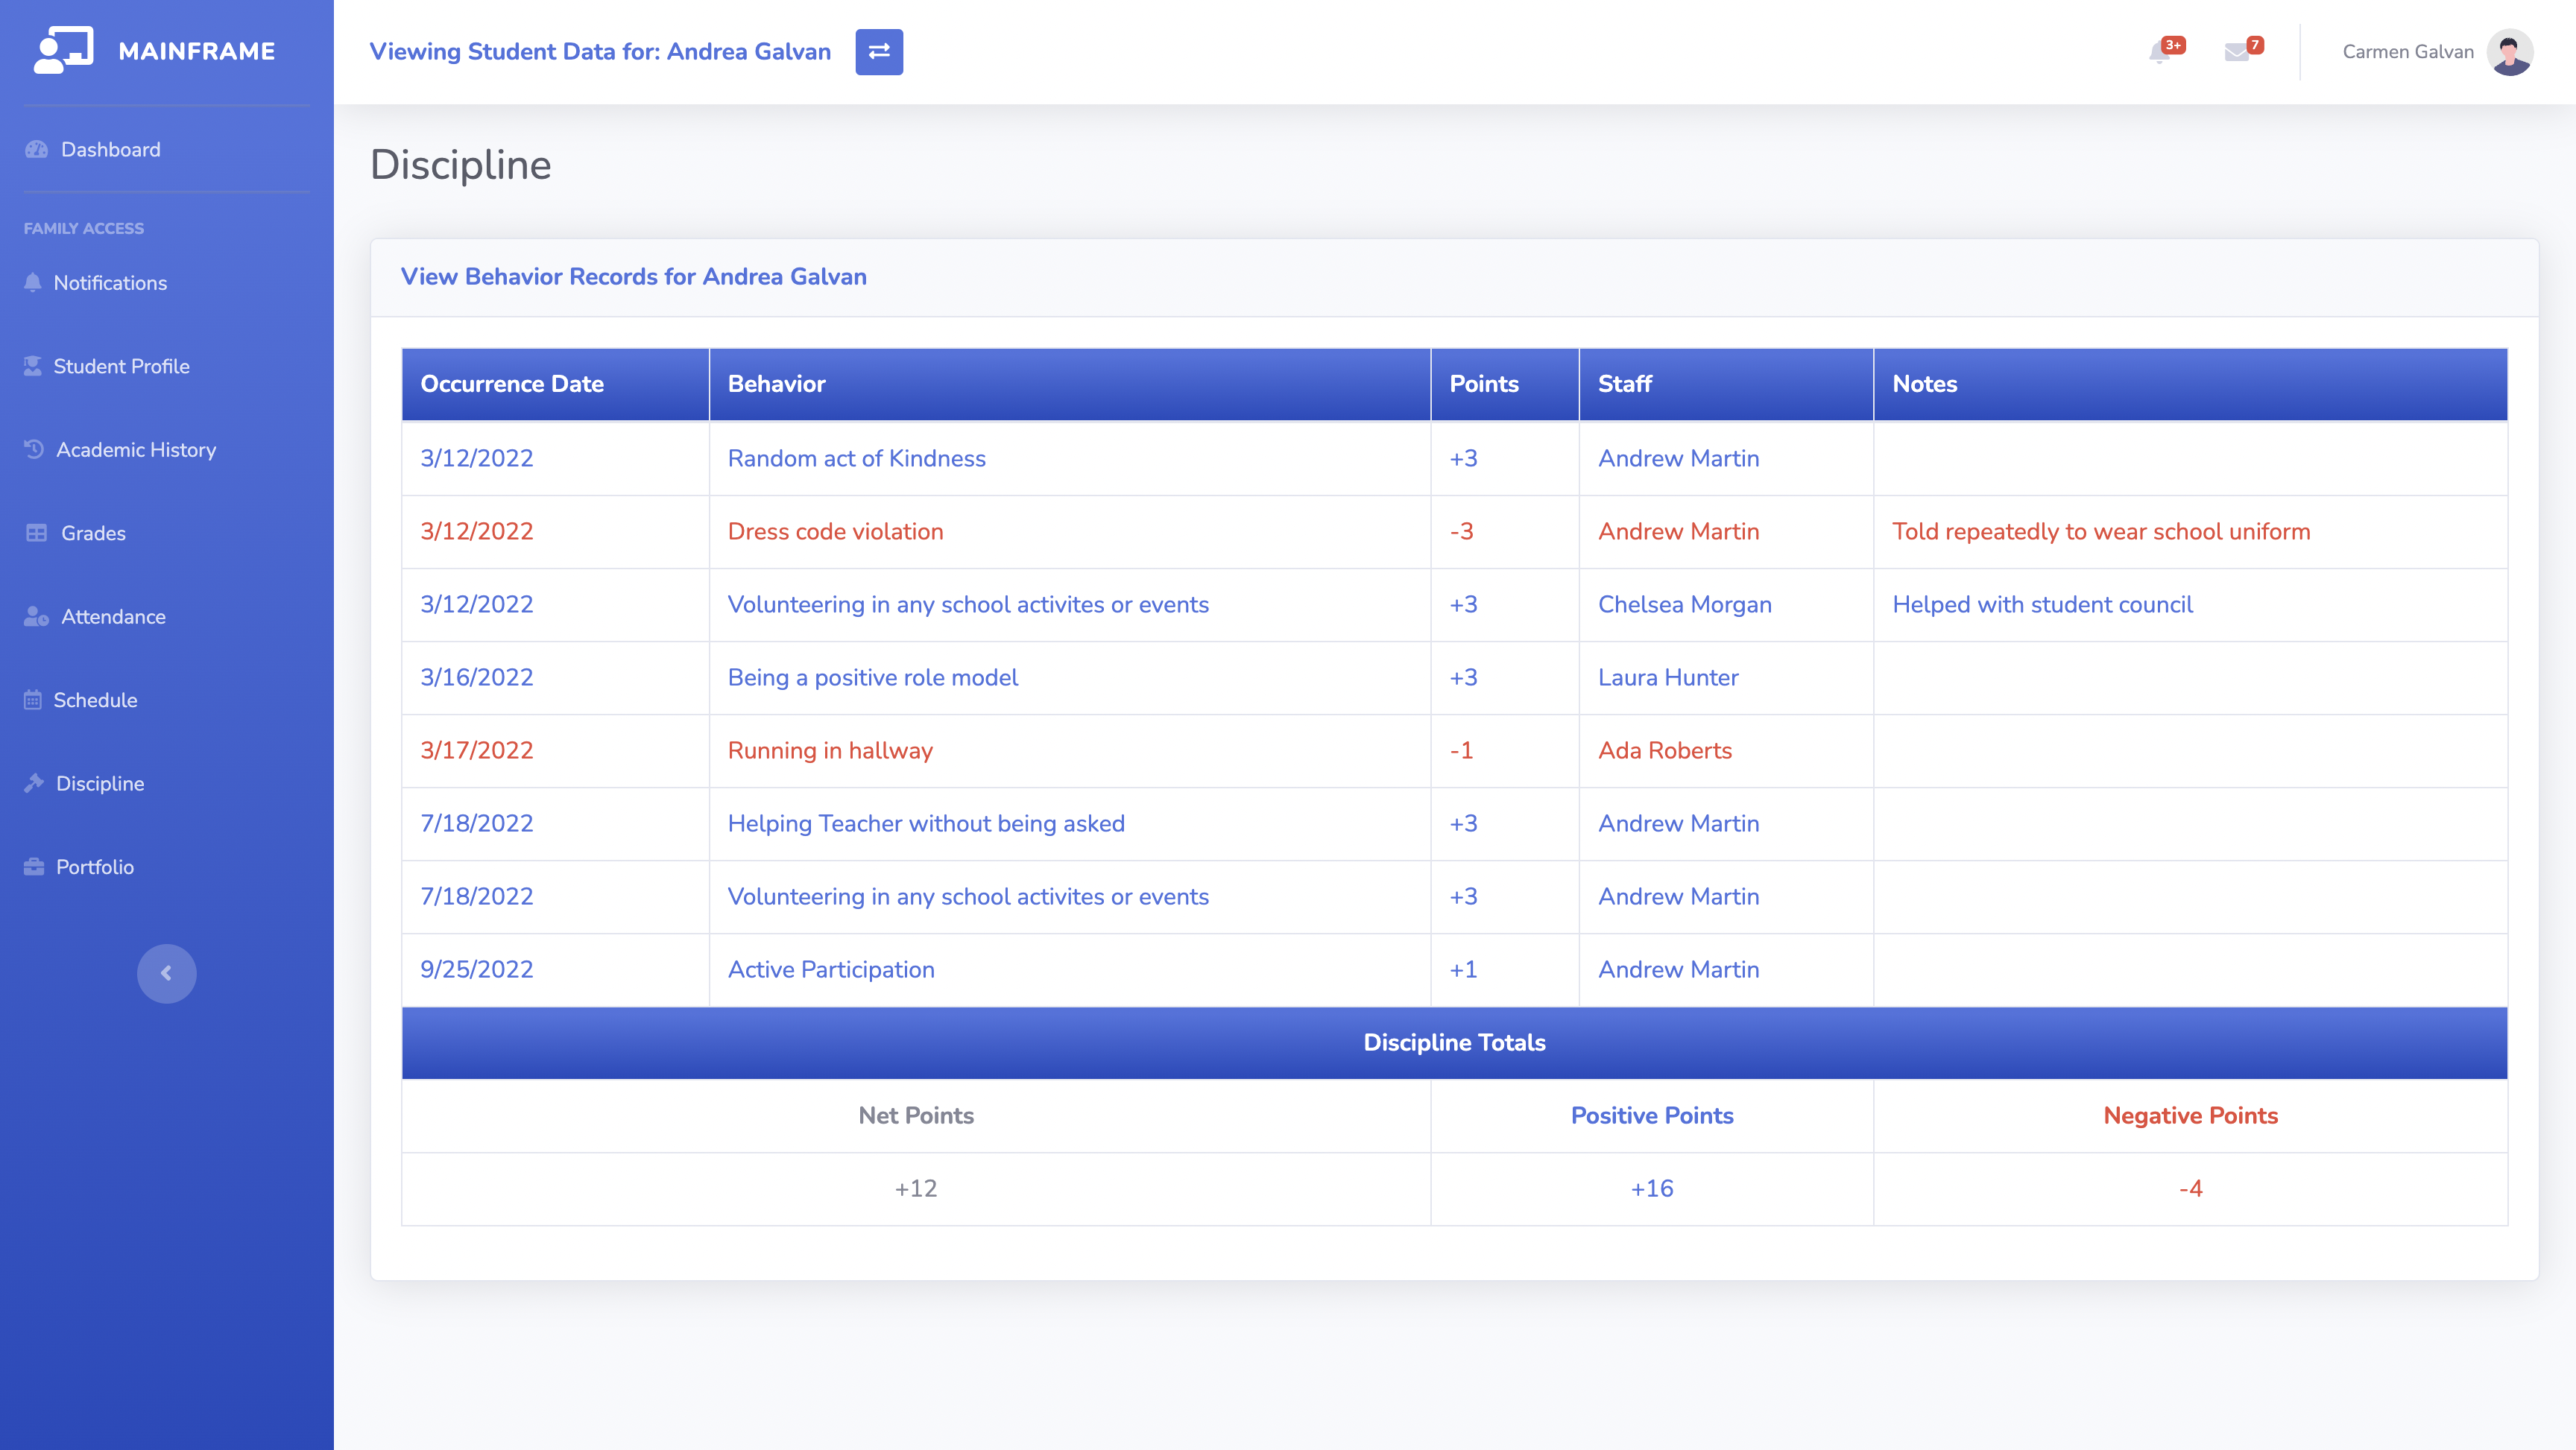 MAINFRAME
Dashboard
FAMILY ACCESS
Notifications
Student Profile
Academic History
Grades
Attendance
Schedule
Discipline
Portfolio
Viewing Student Data for: Andrea Galvan
3+
7
Carmen Galvan
Discipline
View Behavior Records for Andrea Galvan
Occurrence Date Behavior Points Staff Notes
3/12/2022 Random act of Kindness +3 Andrew Martin
3/12/2022 Dress code violation -3 Andrew Martin Told repeatedly to wear school uniform
3/12/2022 Volunteering in any school activites or events +3 Chelsea Morgan Helped with student council
3/16/2022 Being a positive role model +3 Laura Hunter
3/17/2022 Running in hallway -1 Ada Roberts
7/18/2022 Helping Teacher without being asked +3 Andrew Martin
7/18/2022 Volunteering in any school activites or events +3 Andrew Martin
9/25/2022 Active Participation +1 Andrew Martin
Discipline Totals
Net Points Positive Points Negative Points
+12 +16 -4